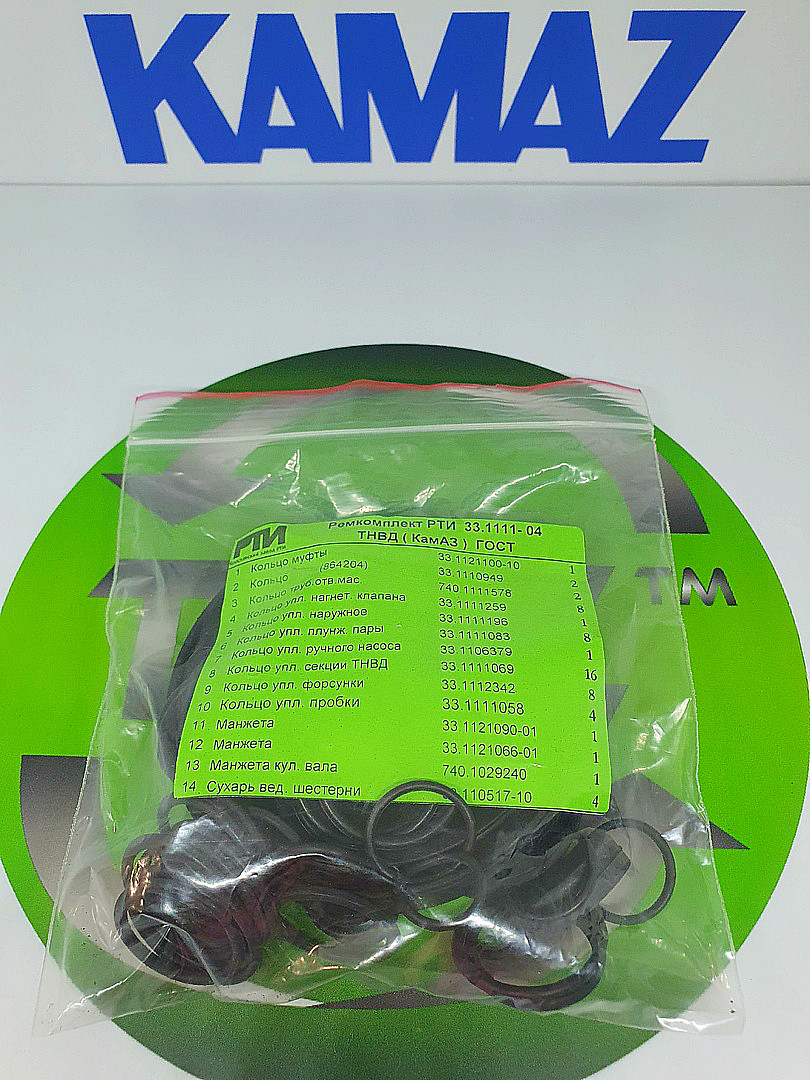 KAMAZ
РТИ
Ремкомплект РТИ 33.1111-04
ТНВД ( КамАЗ ) ГОСТ
1 Кольцо муфты 33.1121100-10 1
2 Кольцо (864204) 33.1110949 2
3 Кольцо труб.отв мас. 740.1111578 2
4 Кольцо упл. нагнет. клапана 33.1111259 8
5 Кольцо упл. наружное 33.1111196 1
6 Кольцо упл. плунж. пары 33.1111083 8
7 Кольцо упл. ручного насоса 33.1106379 1
8 Кольцо упл. секции ТНВД 33.1111069 16
9 Кольцо упл. форсунки 33.1112342 8
10 Кольцо упл. пробки 33.1111058 4
11 Манжета 33.1121090-01 1
12 Манжета 33.1121066-01 1
13 Манжета кул. вала 740.1029240 1
14 Сухарь вед. шестерни 4
TM